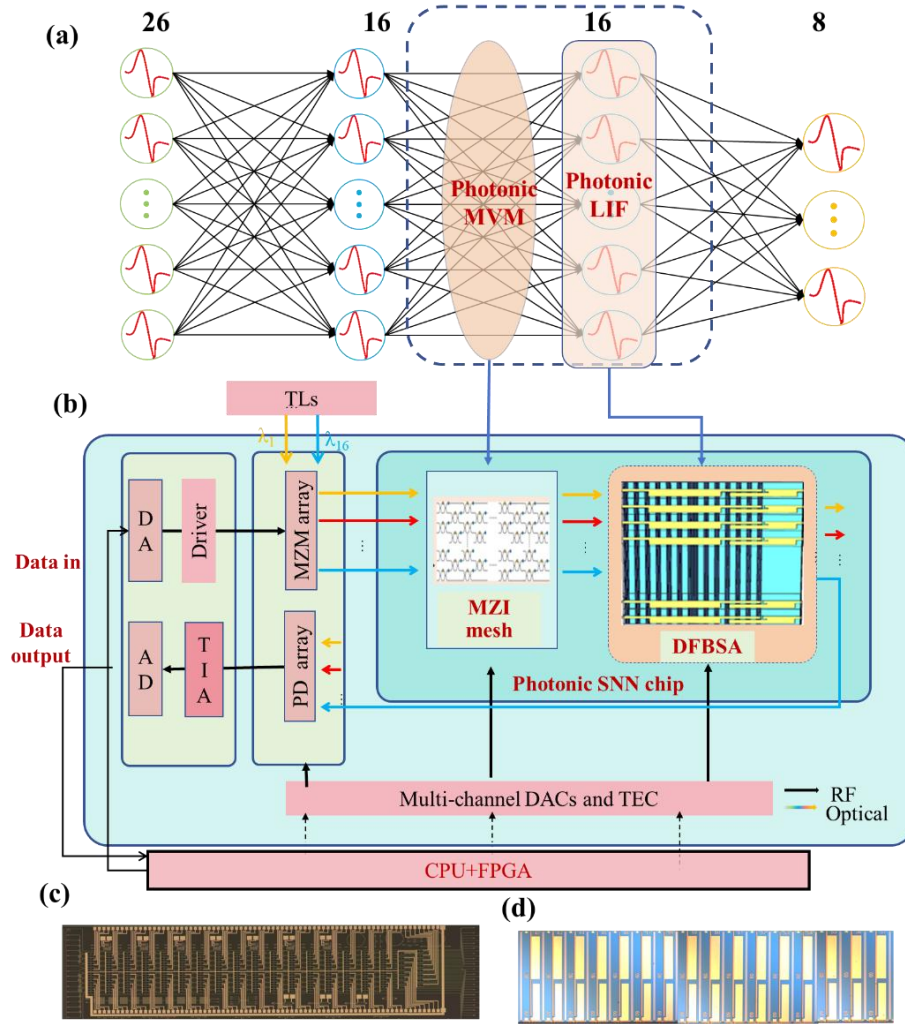 (a)
26
16
16
8
Photonic
MVM
Photonic
LIF
(b)
TLs
...
λ1
λ16
D
A
Driver
MZM array
Data in
Data
output
AD
T
I
A
PD array
MZI
mesh
DFBSA
Photonic SNN chip
Multi-channel DACs and TEC
RF
Optical
CPU+FPGA
(c)
(d)